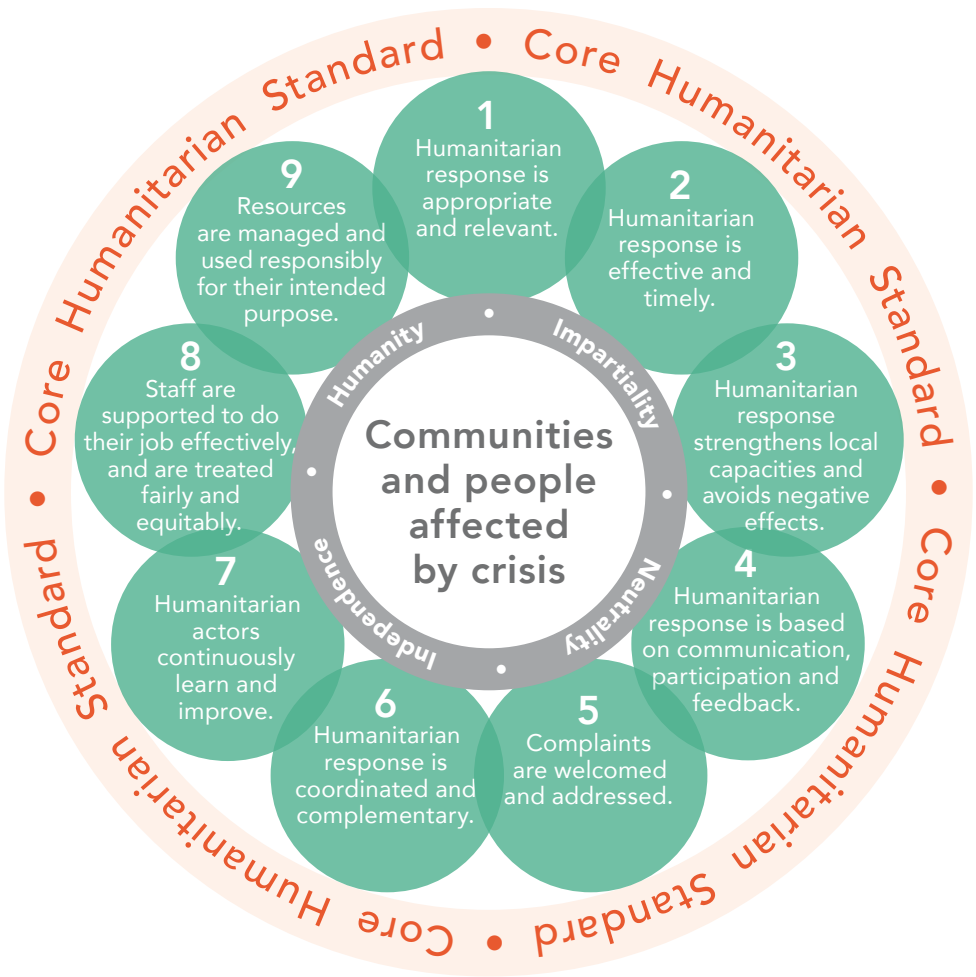 Core Humanitarian Standard • Core Humanitarian Standard • Core Humanitarian Standard • Core Humanitarian Standard •
1
Humanitarian
response is
appropriate
and relevant.
2
Humanitarian
response is
effective and
timely.
3
Humanitarian
response
strengthens local
capacities and
avoids negative
effects.
4
Humanitarian
response is based
on communication,
participation and
feedback.
5
Complaints
are welcomed
and addressed.
6
Humanitarian
response is
coordinated and
complementary.
7
Humanitarian
actors
continuously
learn and
improve.
8
Staff are
supported to do
their job effectively,
and are treated
fairly and
equitably.
9
Resources
are managed and
used responsibly
for their intended
purpose.
Humanity • Impartiality • Neutrality • Independence •
Communities
and people
affected
by crisis